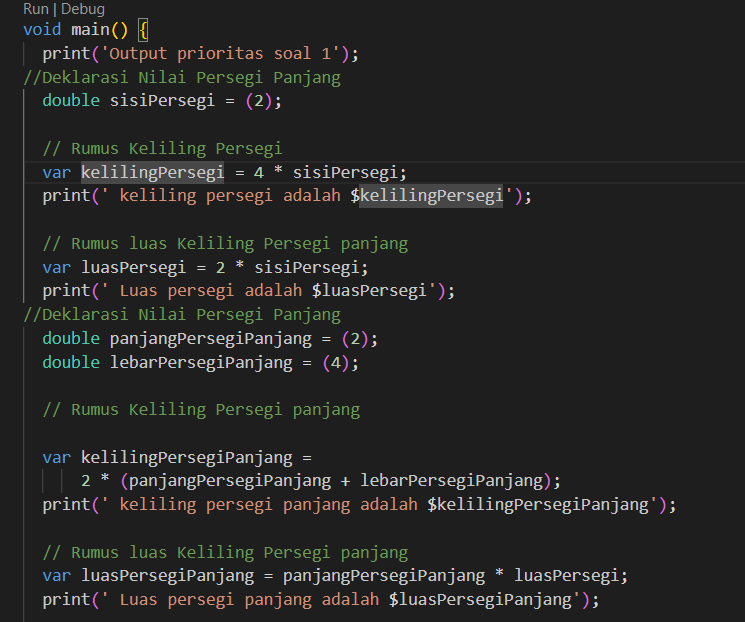 Run | Debug
void main() {
print('Output prioritas soal 1');
//Deklarasi Nilai Persegi Panjang
double sisiPersegi = (2);
// Rumus Keliling Persegi
var kelilingPersegi = 4 * sisiPersegi;
print(' keliling persegi adalah $kelilingPersegi');
// Rumus luas Keliling Persegi panjang
var luasPersegi = 2 * sisiPersegi;
print(' Luas persegi adalah $luasPersegi');
//Deklarasi Nilai Persegi Panjang
double panjangPersegiPanjang = (2);
double lebarPersegiPanjang = (4);
// Rumus Keliling Persegi panjang
var kelilingPersegiPanjang =
2 * (panjangPersegiPanjang + lebarPersegiPanjang);
print(' keliling persegi panjang adalah $kelilingPersegiPanjang');
// Rumus luas Keliling Persegi panjang
var luasPersegiPanjang = panjangPersegiPanjang * luasPersegi;
print(' Luas persegi panjang adalah $luasPersegiPanjang');